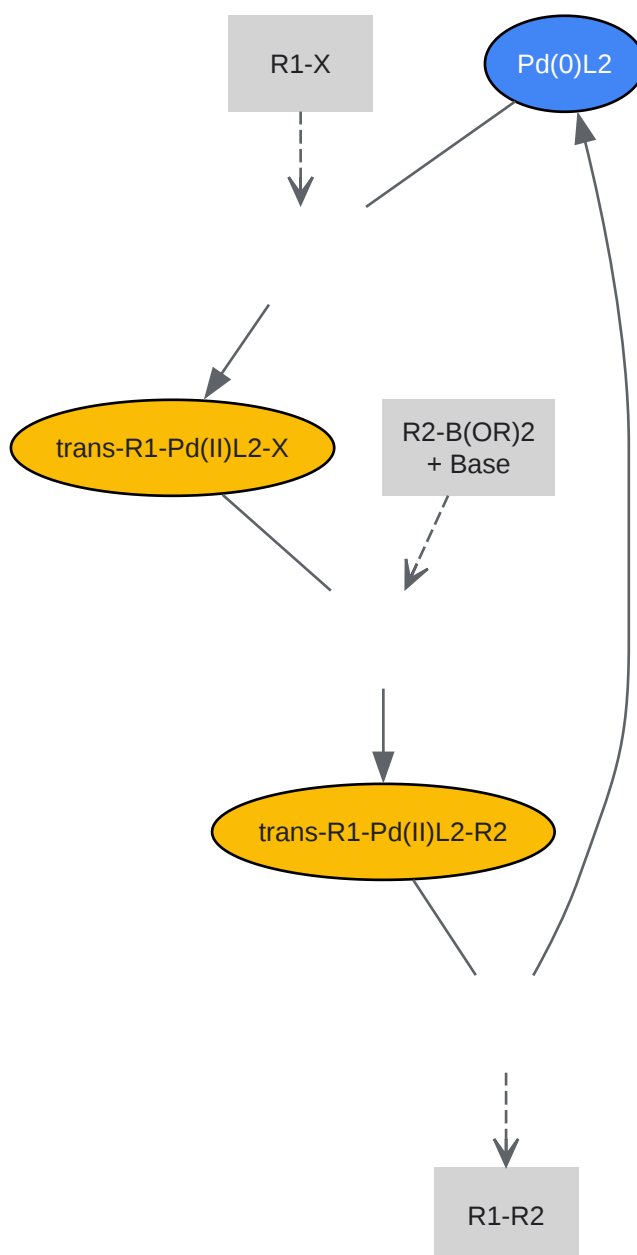 R1-X
Pd(0)L2
trans-R1-Pd(II)L2-X
R2-B(OR)2
+ Base
trans-R1-Pd(II)L2-R2
R1-R2